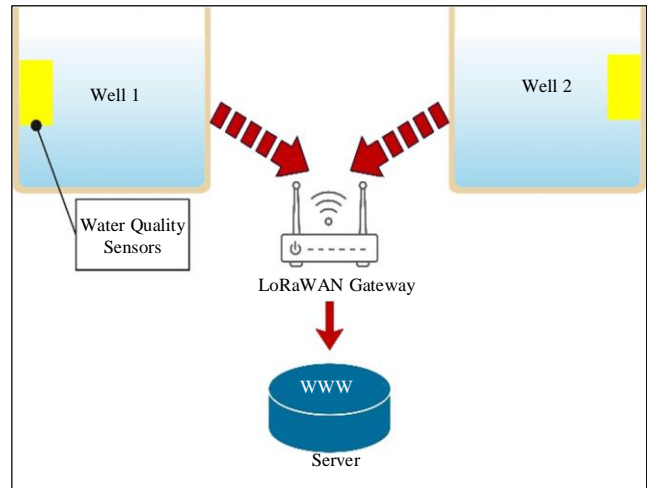 Well 1
Well 2
Water Quality
Sensors
LoRaWAN Gateway
WWW
Server